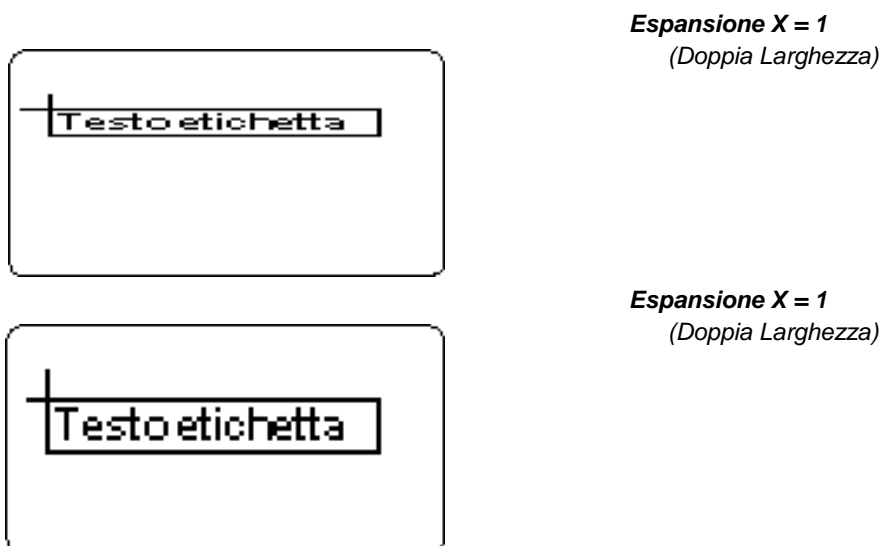 Espansione X = 1
(Doppia Larghezza)
Testo etichetta
Espansione X = 1
(Doppia Larghezza)
Testo etichetta